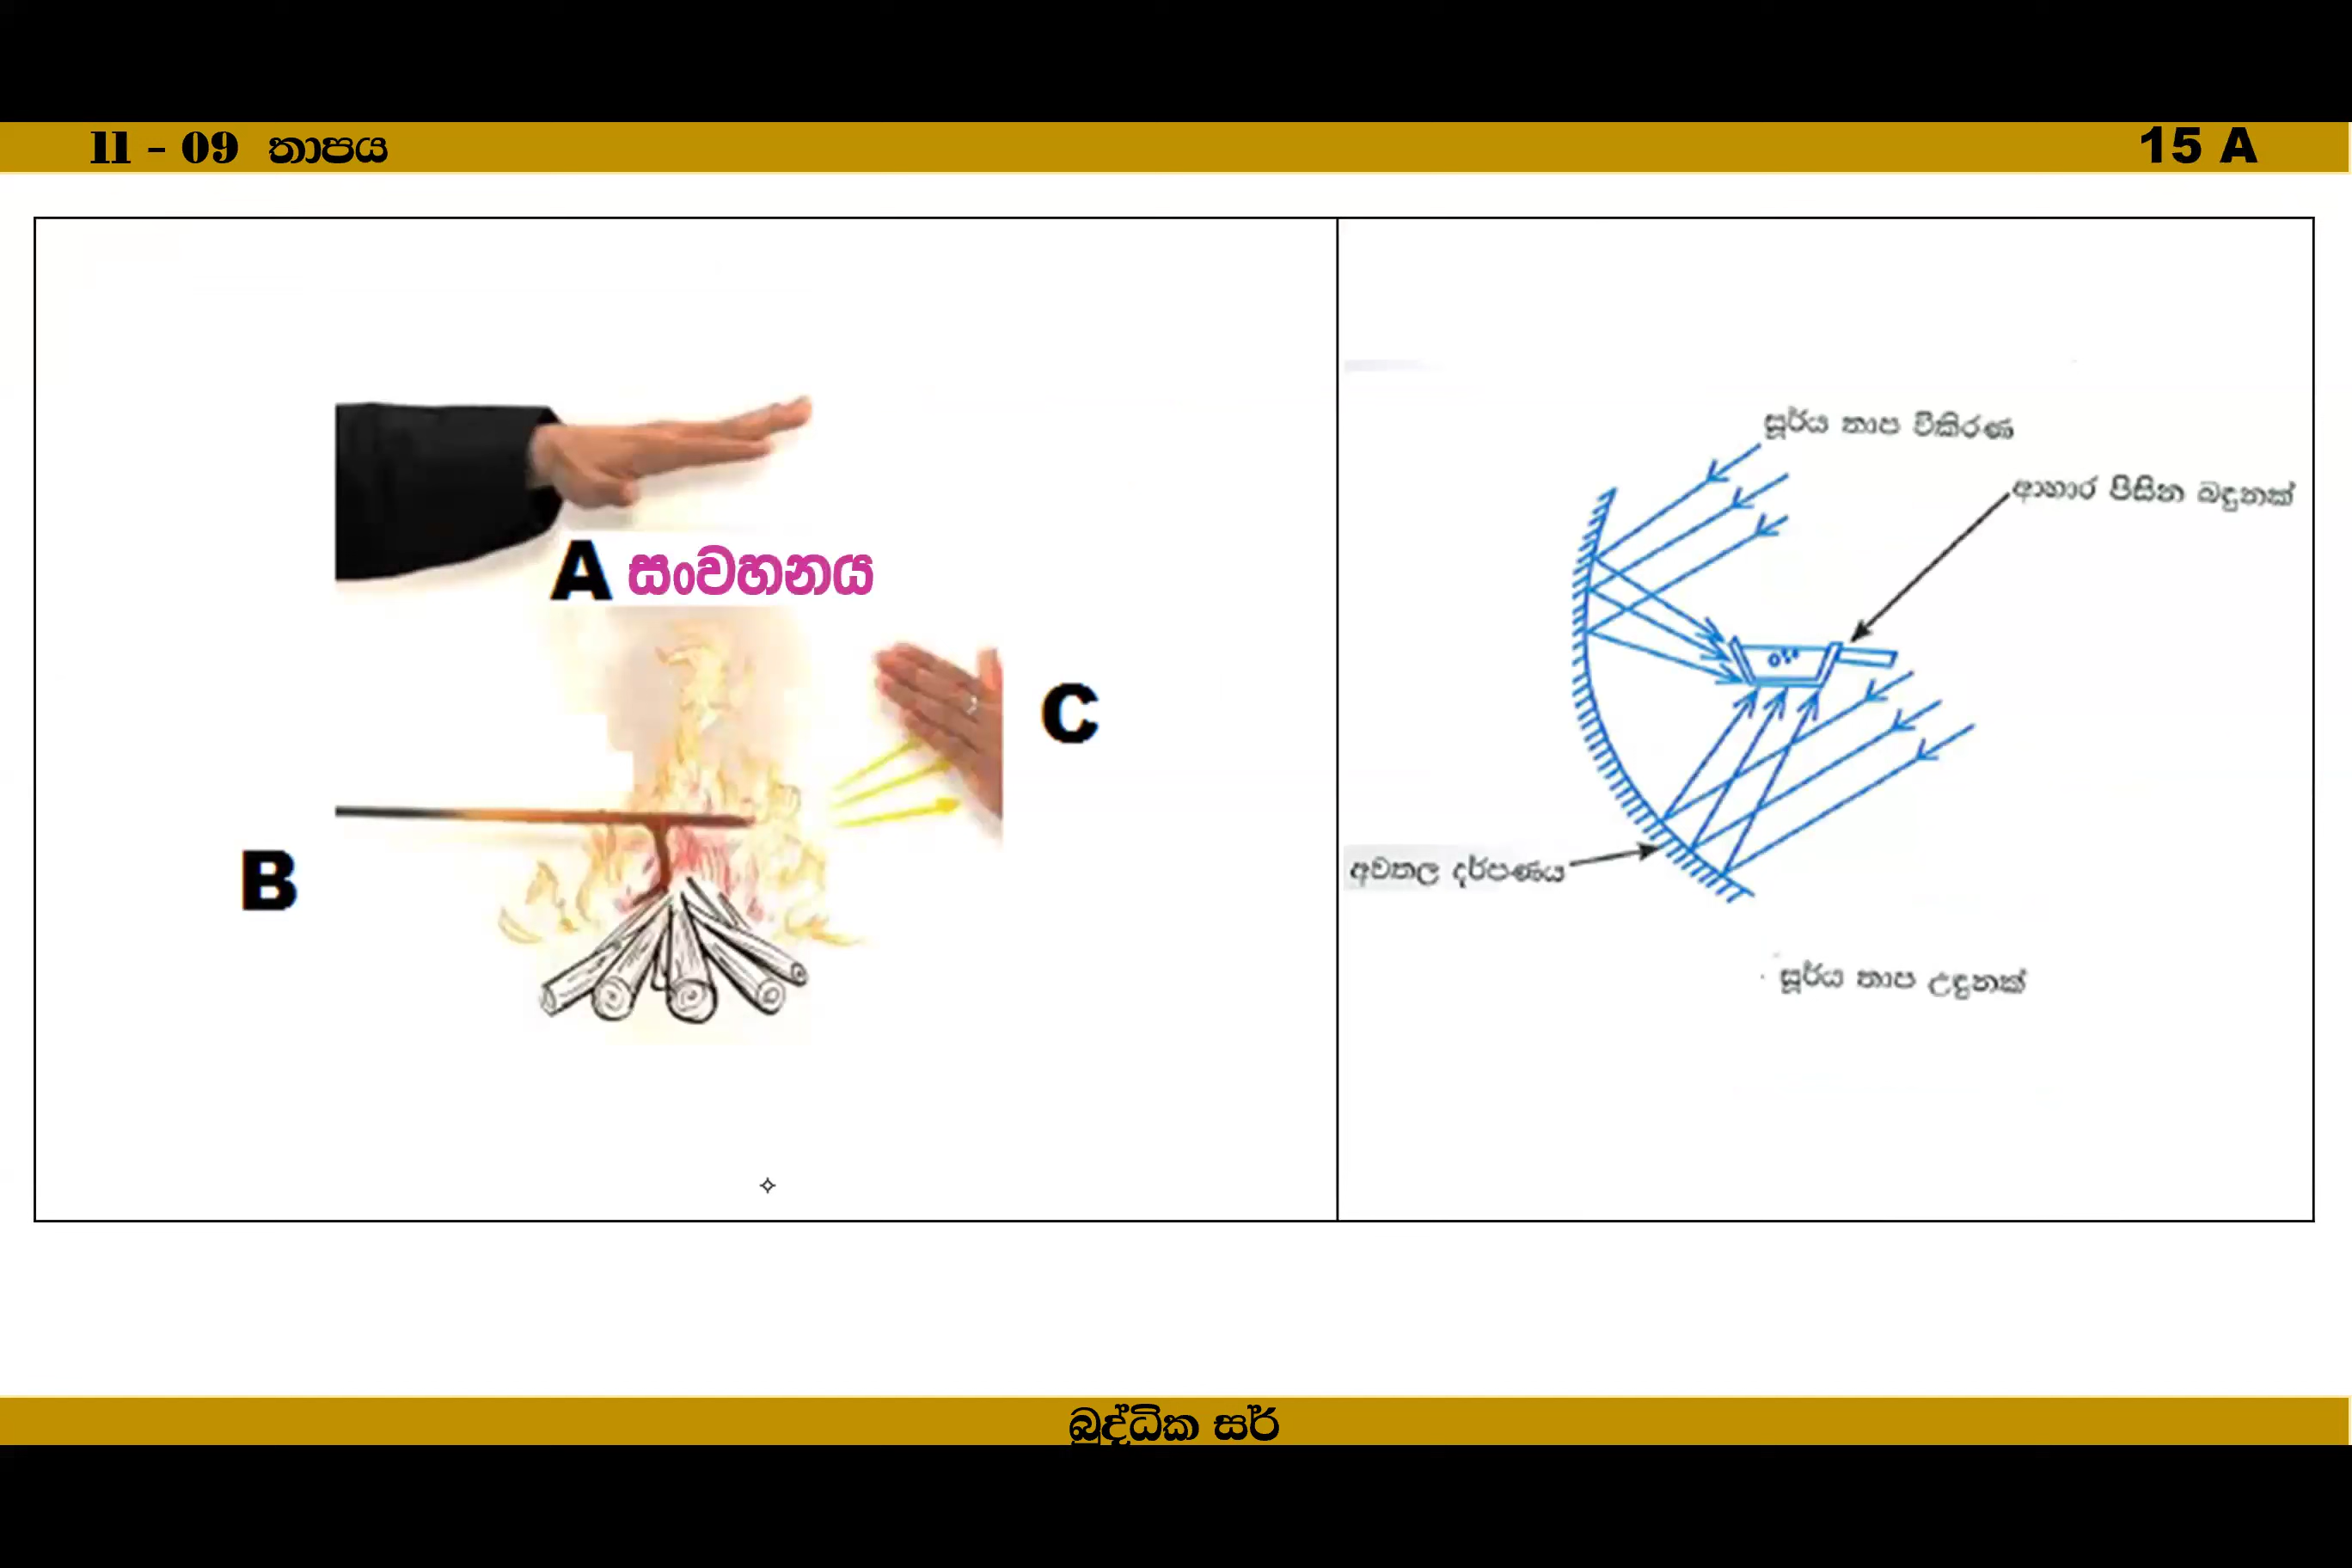 11 - 09 තාපය
15 A
A සංවහනය
C
B
සූර්ය තාප විකිරණ
ආහාර පිසින බඳුනක්
අවතල දර්පණය
සූර්ය තාප උඳුනක්
බුද්ධික සර්